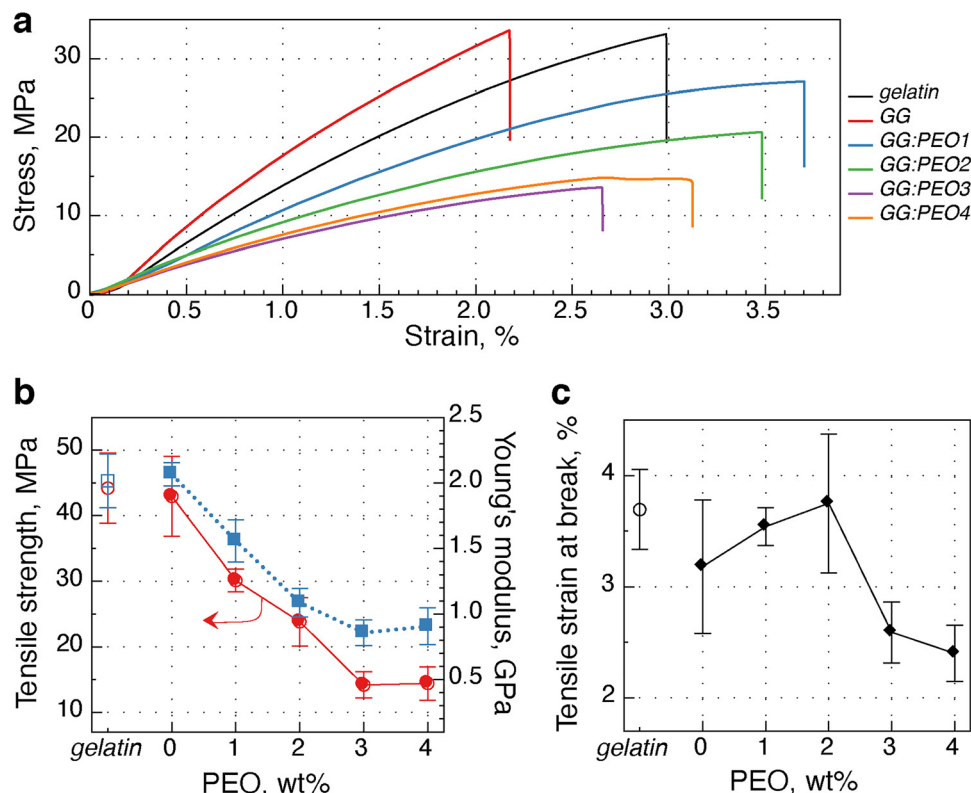 a
Stress, MPa
30
20
10
0
0.0
0.5
1.0
1.5
2.0
2.5
3.0
3.5
Strain, %
gelatin
GG
GG:PEO1
GG:PEO2
GG:PEO3
GG:PEO4
b
Tensile strength, MPa
50
40
30
20
10
2.5
2.0
1.5
1.0
0.5
Young's modulus, GPa
gelatin 0 1 2 3 4
PEO, wt%
c
Tensile strain at break, %
4
3
2
gelatin 0 1 2 3 4
PEO, wt%